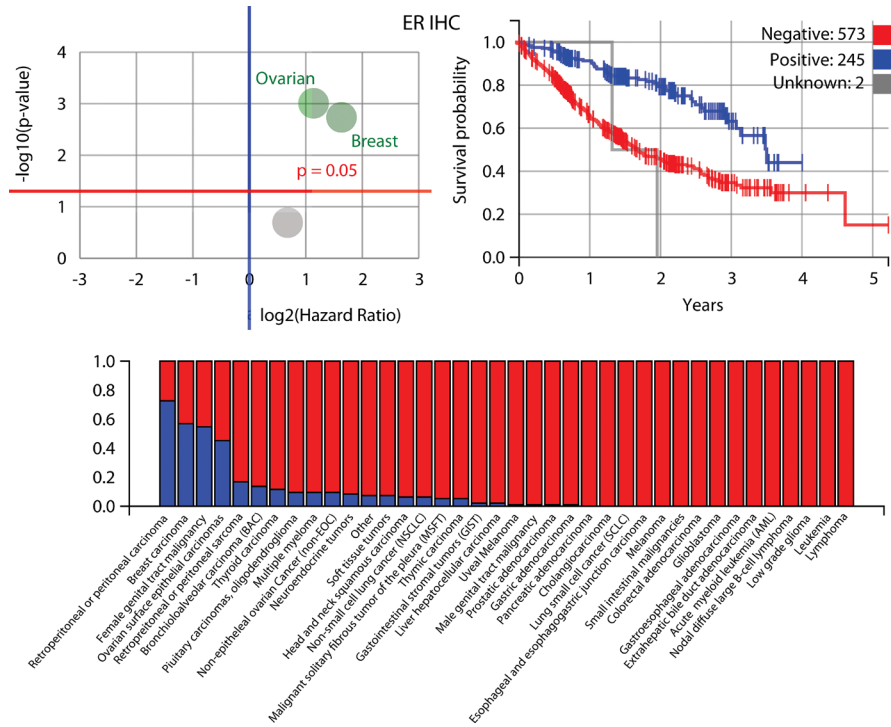 ER IHC
-log10(p-value)
4
3
2
1
0
Ovarian
Breast
p = 0.05
-3
-2
-1
0
1
2
3
log2(Hazard Ratio)
Survival probability
1.0
0.8
0.6
0.4
0.2
0.0
Negative: 573
Positive: 245
Unknown: 2
0
1
2
3
4
5
Years
1.0
0.8
0.6
0.4
0.2
0.0
Retroperitoneal or peritoneal carcinoma
Breast carcinoma
Female genital tract malignancy
Ovarian surface epithelial carcinomas
Retropreitoneal or peritoneal sarcoma
Bronchioloalveolar carcinoma (BAC)
Thyroid carcinoma
Piuitary carcinomas, oligodendroglioma
Multiple myeloma
Non-epitheleal ovarian Cancer (non-EOC)
Neuroendocrine tumors
Other
Soft tissue tumors
Head and neck squamous carcinoma
Non-small cell lung cancer (NSCLC)
Malignant solitary fibrous tumor of the pleura (MSFT)
Thymic carcinoma
Gastointestinal stromal tumors (GIST)
Liver hepatocellular carcinoma
Uveal Melanoma
Male genital tract malignancy
Prostatic adenocarcinoma
Gastric adenocarcinoma
Pancreatic adenocarcinoma
Cholangiocarcinoma
Lung small cell cancer (SCLC)
Esophageal and esophagogastric junction carcinoma
Melanoma
Small intestinal malignancies
Colorectal adenocarcinoma
Glioblastoma
Gastroesophageal adenocarcinoma
Extrahepatic bile duct adenocarcinoma
Acute myeloid leukemia (AML)
Nodal diffuse large B-cell lymphoma
Low grade glioma
Leukemia
Lymphoma